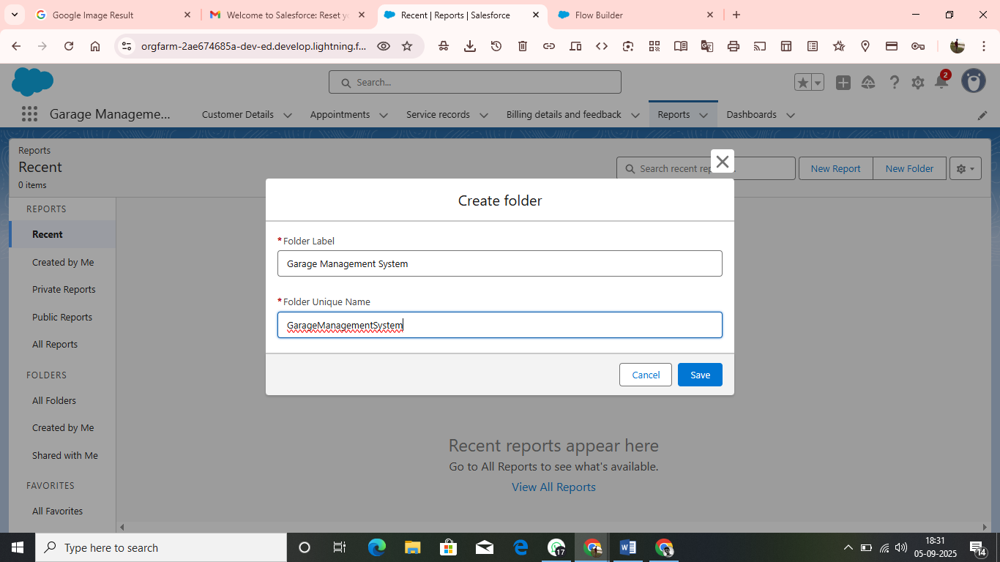 Google Image Result
Welcome to Salesforce: Reset yo
Recent | Reports | Salesforce
Flow Builder
orgfarm-2ae674685a-dev-ed.develop.lightning.f...
Search...
2
Garage Manageme...
Customer Details
Appointments
Service records
Billing details and feedback
Reports
Dashboards
Reports
Recent
0 items
Search recent rep
New Report
New Folder
REPORTS
Recent
Created by Me
Private Reports
Public Reports
All Reports
FOLDERS
All Folders
Created by Me
Shared with Me
FAVORITES
All Favorites
Create folder
*Folder Label
Garage Management System
*Folder Unique Name
GarageManagementSystem
Cancel
Save
Recent reports appear here
Go to All Reports to see what's available.
View All Reports
Type here to search
17
18:31
05-09-2025
14